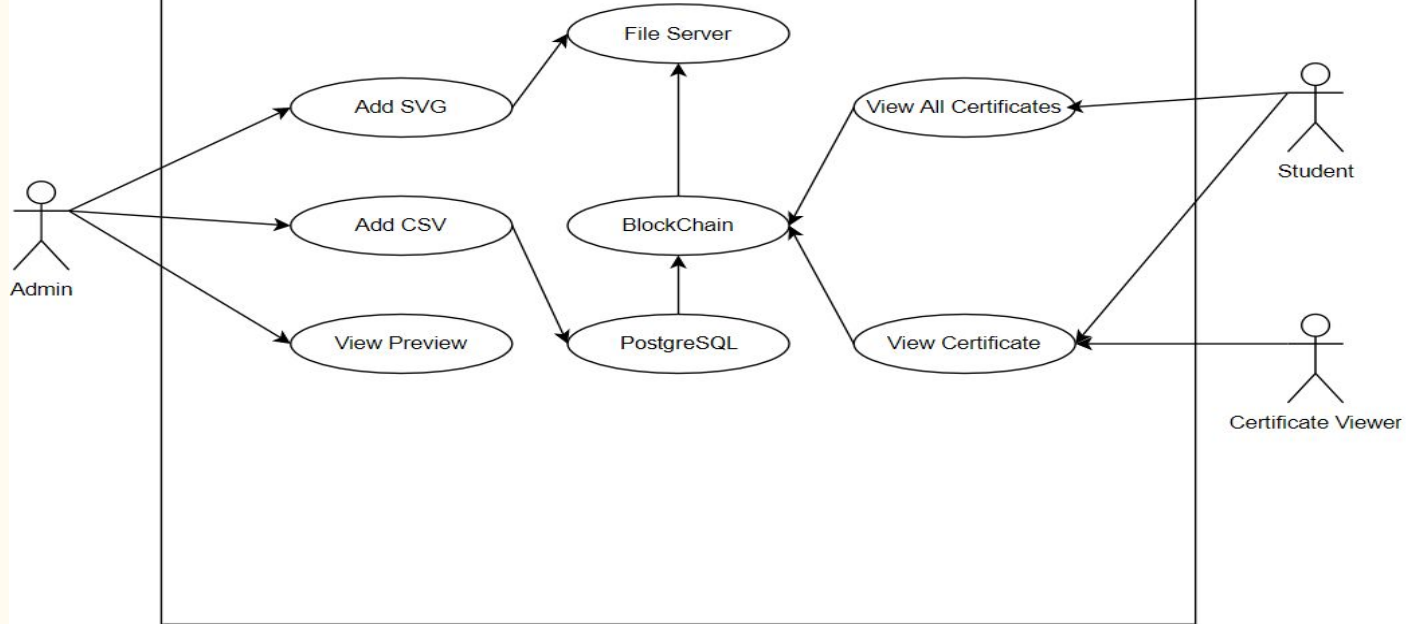 File Server
Add SVG
View All Certificates
Student
Add CSV
BlockChain
Admin
View Preview
PostgreSQL
View Certificate
Certificate Viewer